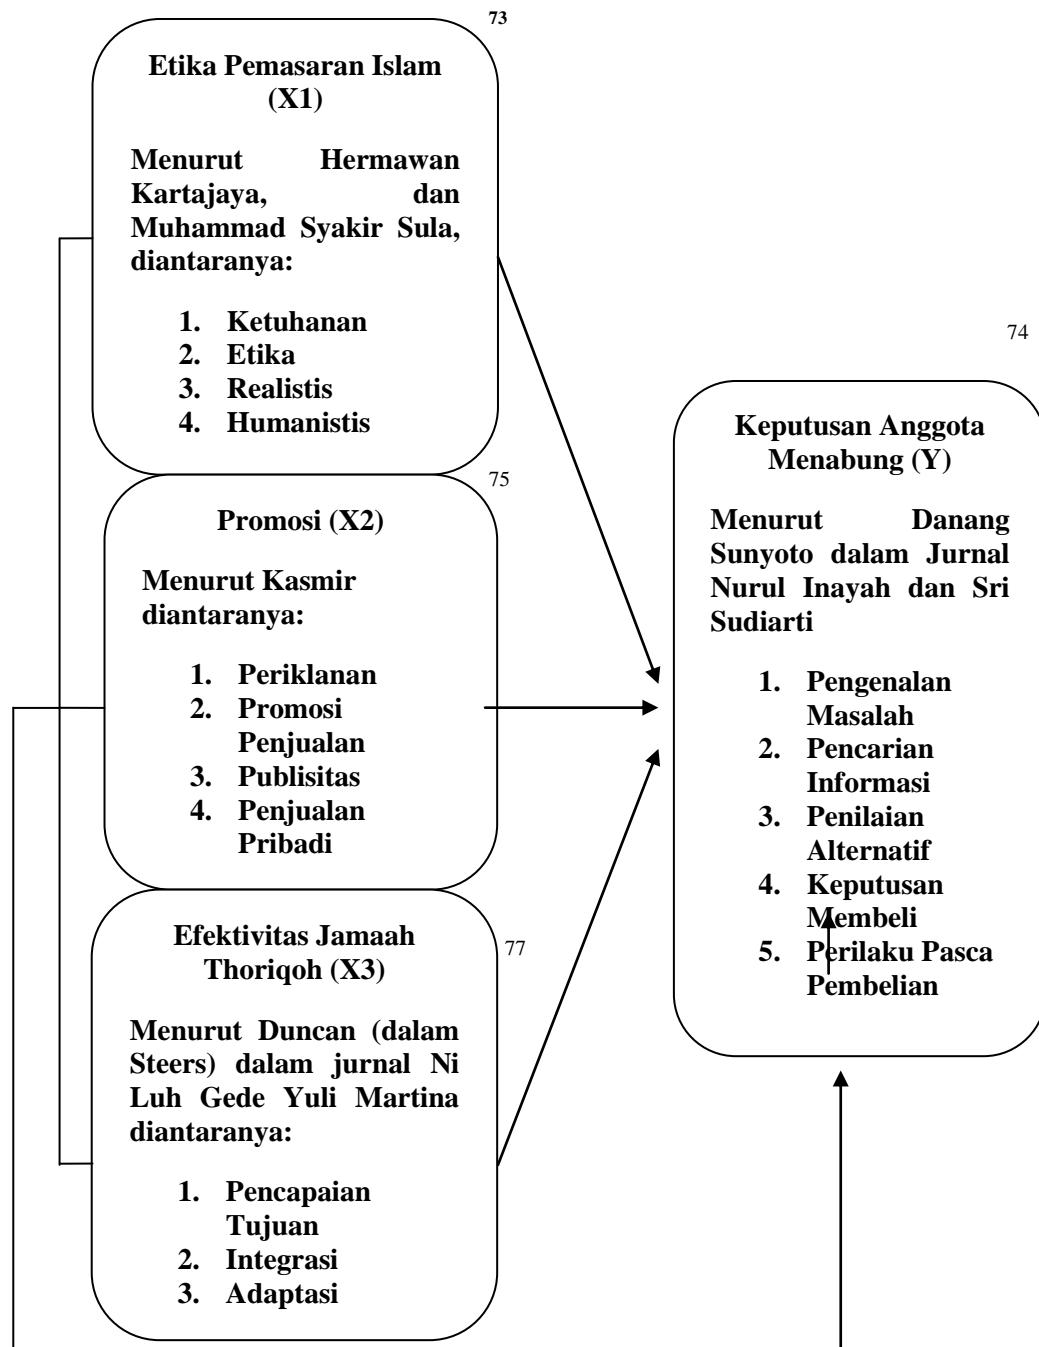 73
Etika Pemasaran Islam
(X1)
Menurut Hermawan
Kartajaya, dan
Muhammad Syakir Sula,
diantaranya:
1. Ketuhanan
2. Etika
3. Realistis
4. Humanistis
75
Promosi (X2)
Menurut Kasmir
diantaranya:
1. Periklanan
2. Promosi
Penjualan
3. Publisitas
4. Penjualan
Pribadi
77
Efektivitas Jamaah
Thoriqoh (X3)
Menurut Duncan (dalam
Steers) dalam jurnal Ni
Luh Gede Yuli Martina
diantaranya:
1. Pencapaian
Tujuan
2. Integrasi
3. Adaptasi
74
Keputusan Anggota
Menabung (Y)
Menurut Danang
Sunyoto dalam Jurnal
Nurul Inayah dan Sri
Sudiarti
1. Pengenalan
Masalah
2. Pencarian
Informasi
3. Penilaian
Alternatif
4. Keputusan
Membeli
5. Perilaku Pasca
Pembelian